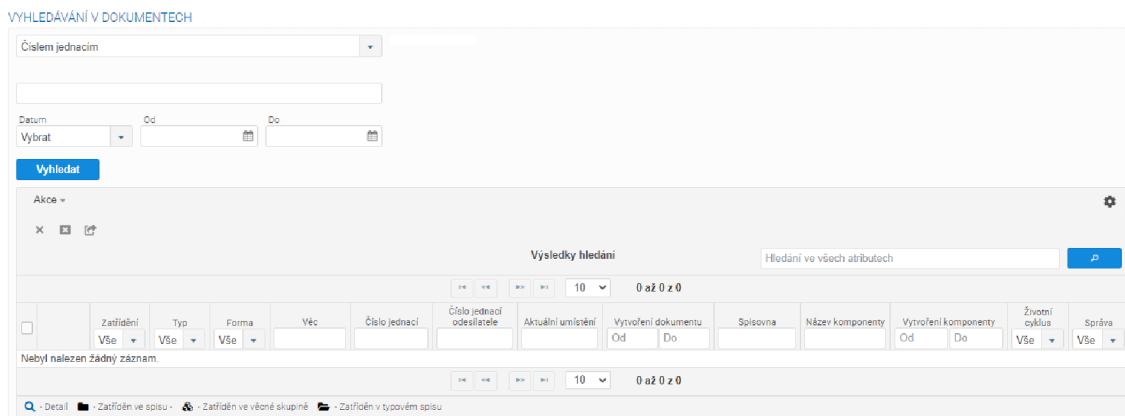 VYHLEDÁVÁNÍ V DOKUMENTECH
Číslem jednacím
Datum Od Do
Vybrat
Vyhledat
Akce
Výsledky hledání Hledání ve všech atributech
10 0 až 0 z 0
Zatřídění Typ Forma Věc Číslo jednací Číslo jednací odesílatele Aktuální umístění Vytvoření dokumentu Spisovna Název komponenty Vytvoření komponenty Životní cyklus Správa
Vše Vše Vše Od Do Od Do Vše Vše
Nebyl nalezen žádný záznam.
10 0 až 0 z 0
- Detail - Zatříděn ve spisu - - Zatříděn ve věcné skupině - Zatříděn v typovém spisu